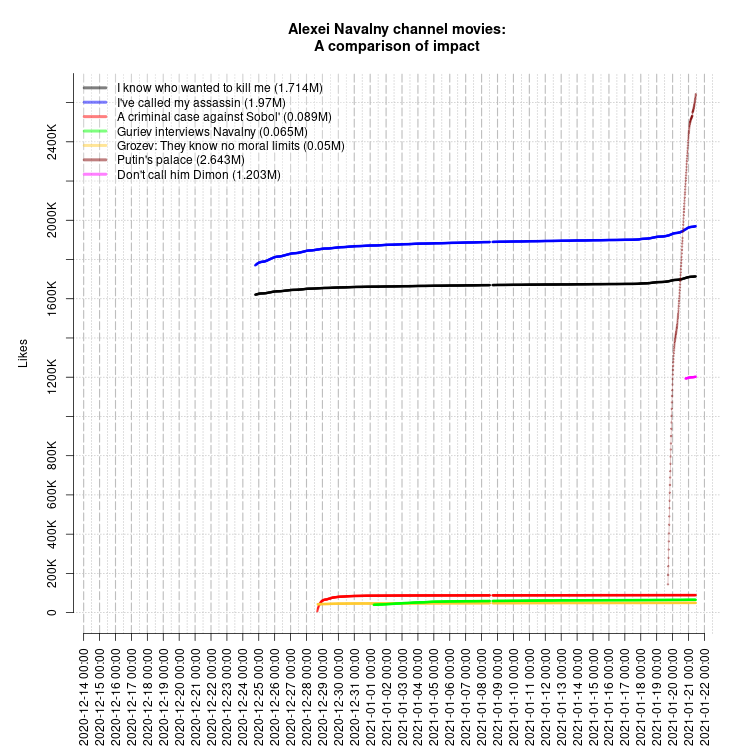 Alexei Navalny channel movies:
A comparison of impact
I know who wanted to kill me (1.714M)
I've called my assassin (1.97M)
A criminal case against Sobol' (0.089M)
Guriev interviews Navalny (0.065M)
Grozev: They know no moral limits (0.05M)
Putin's palace (2.643M)
Don't call him Dimon (1.203M)
Likes
2400K
2000K
1600K
1200K
800K
600K
400K
200K
0
2020-12-14 00:00
2020-12-15 00:00
2020-12-16 00:00
2020-12-17 00:00
2020-12-18 00:00
2020-12-19 00:00
2020-12-20 00:00
2020-12-21 00:00
2020-12-22 00:00
2020-12-23 00:00
2020-12-24 00:00
2020-12-25 00:00
2020-12-26 00:00
2020-12-27 00:00
2020-12-28 00:00
2020-12-29 00:00
2020-12-30 00:00
2020-12-31 00:00
2021-01-01 00:00
2021-01-02 00:00
2021-01-03 00:00
2021-01-04 00:00
2021-01-05 00:00
2021-01-06 00:00
2021-01-07 00:00
2021-01-08 00:00
2021-01-09 00:00
2021-01-10 00:00
2021-01-11 00:00
2021-01-12 00:00
2021-01-13 00:00
2021-01-14 00:00
2021-01-15 00:00
2021-01-16 00:00
2021-01-17 00:00
2021-01-18 00:00
2021-01-19 00:00
2021-01-20 00:00
2021-01-21 00:00
2021-01-22 00:00